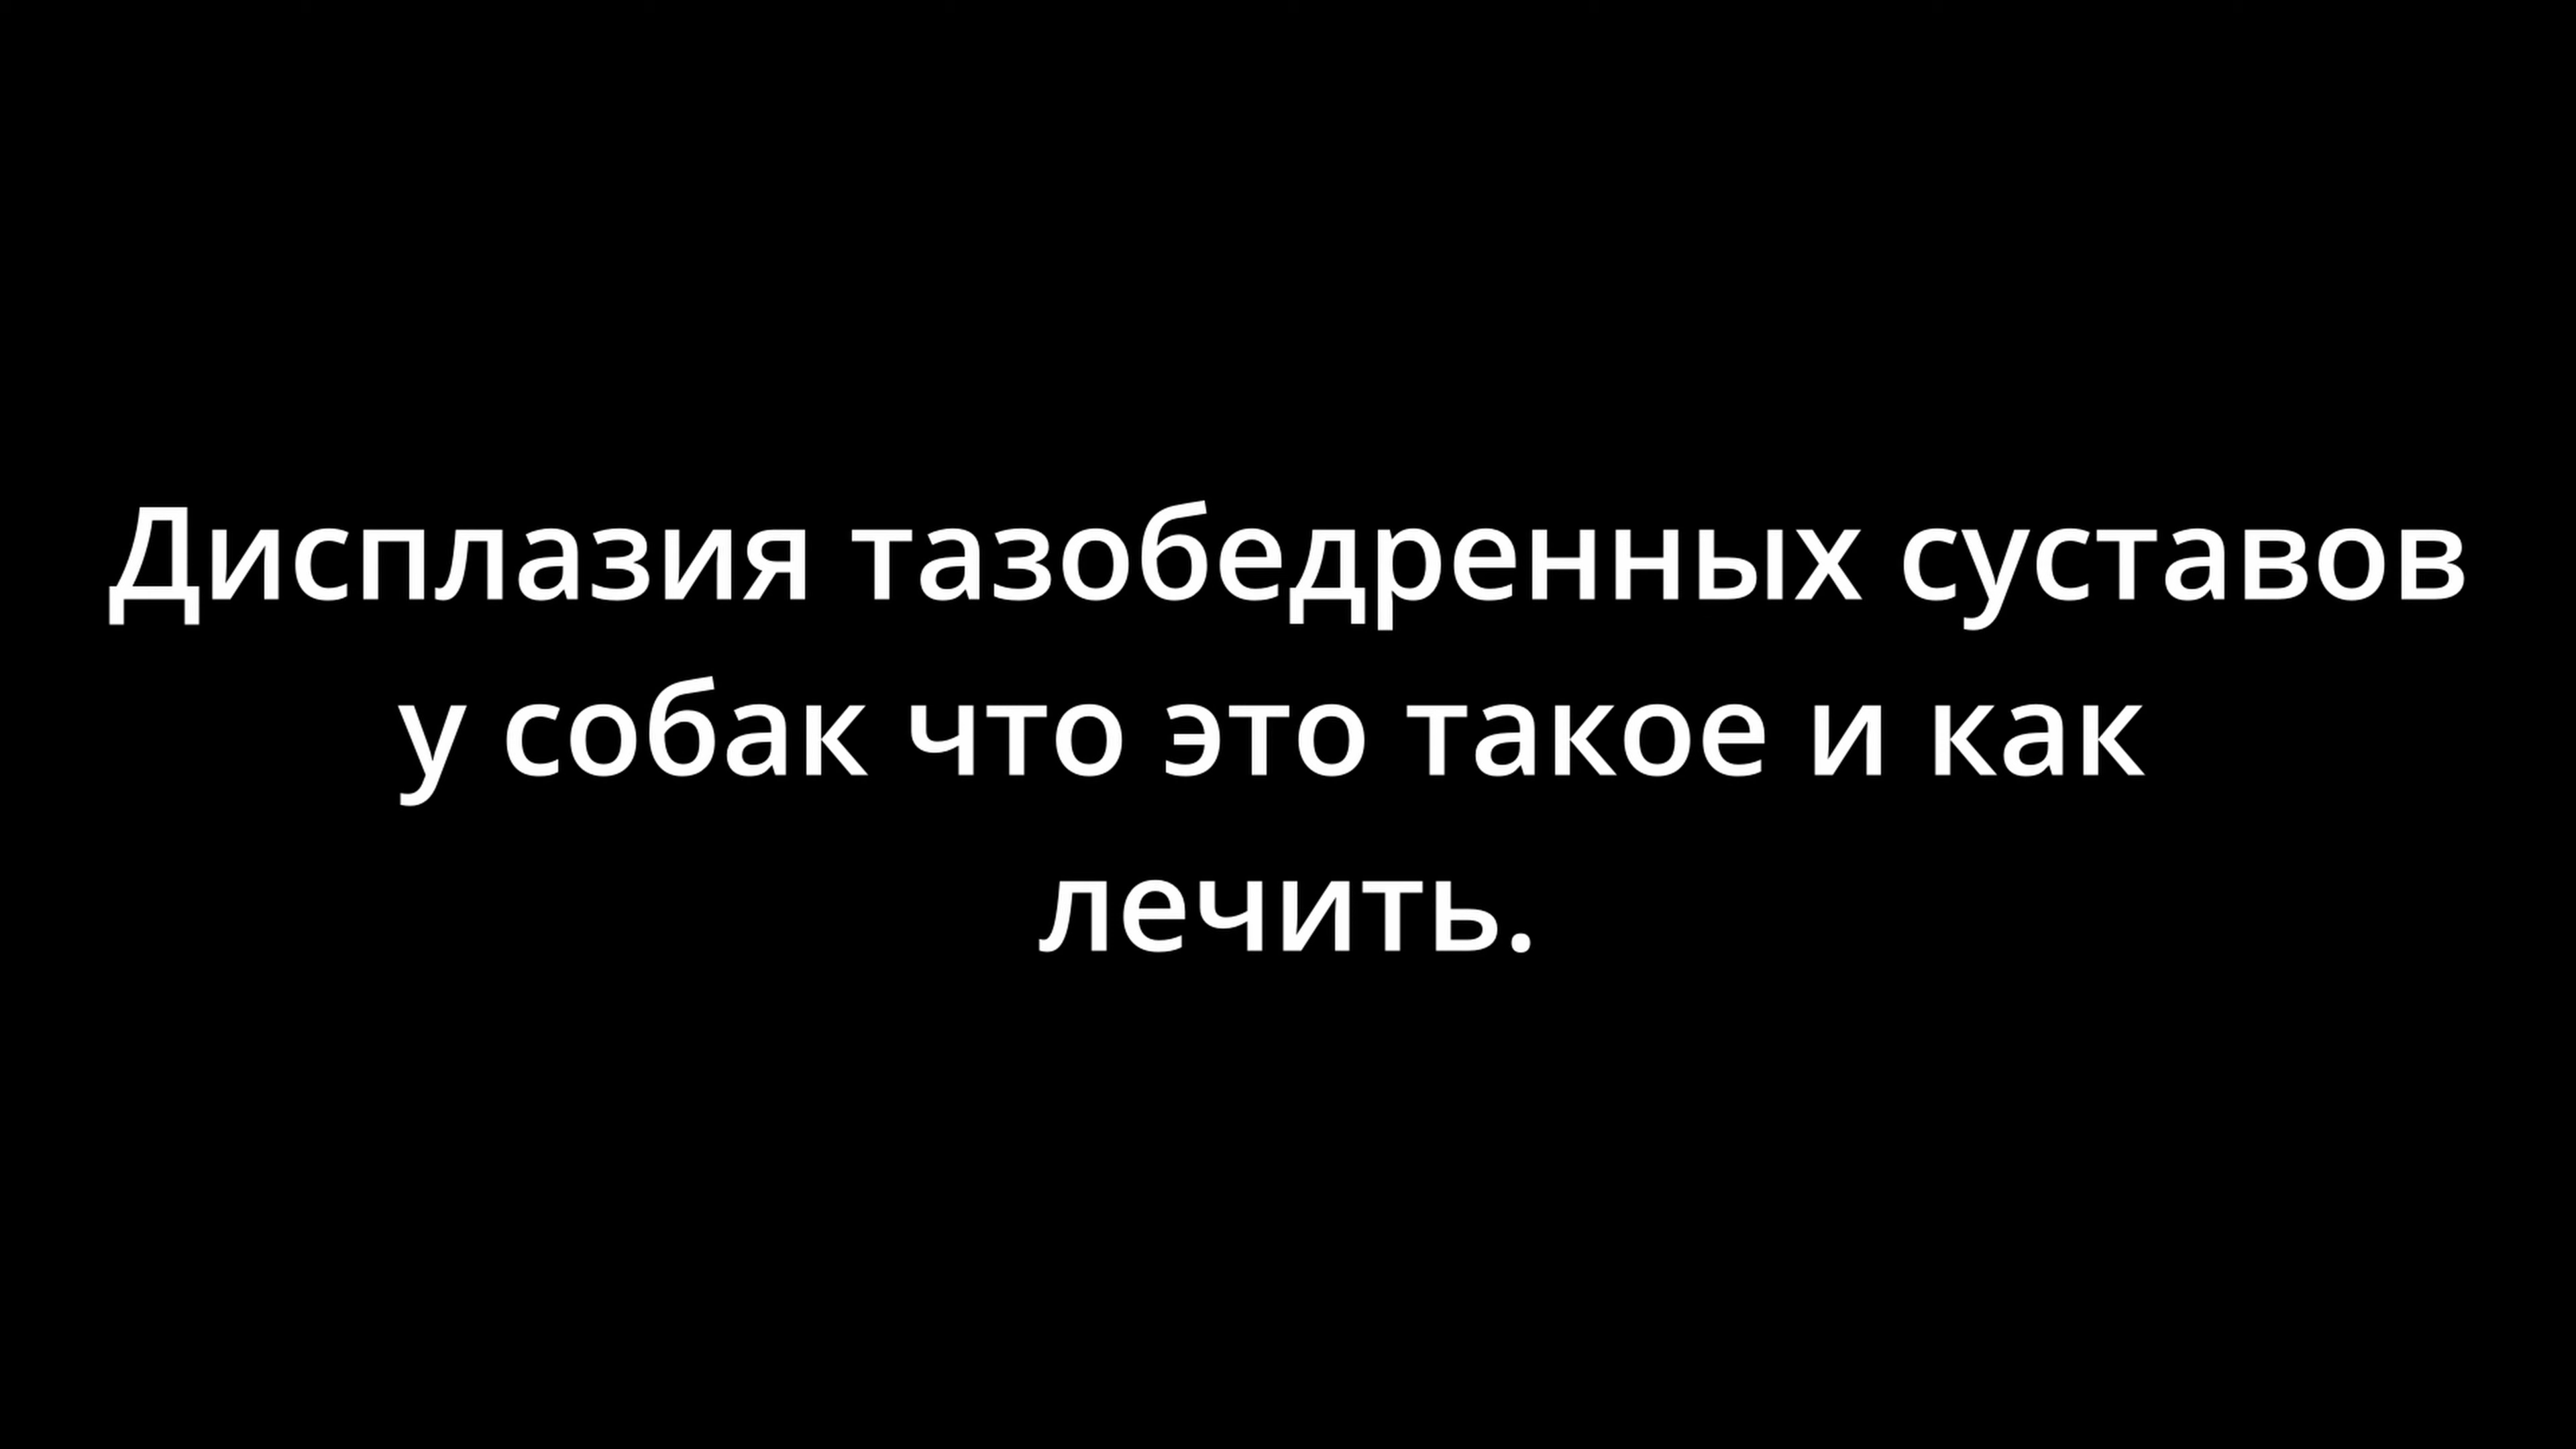 Дисплазия тазобедренных суставов
у собак что это такое и как
лечить.